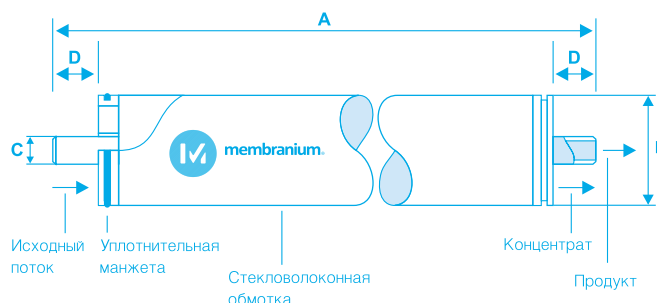 A
D
D
C
membranium®
Исходный
поток
Уплотнительная
манжета
Стекловолоконная
обмотка
Концентрат
Продукт